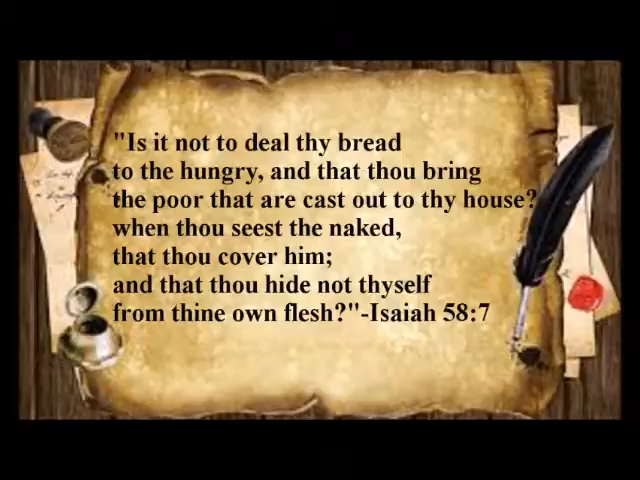 "Is it not to deal thy bread
to the hungry, and that thou bring
the poor that are cast out to thy house?
when thou seest the naked,
that thou cover him;
and that thou hide not thyself
from thine own flesh?"-Isaiah 58:7